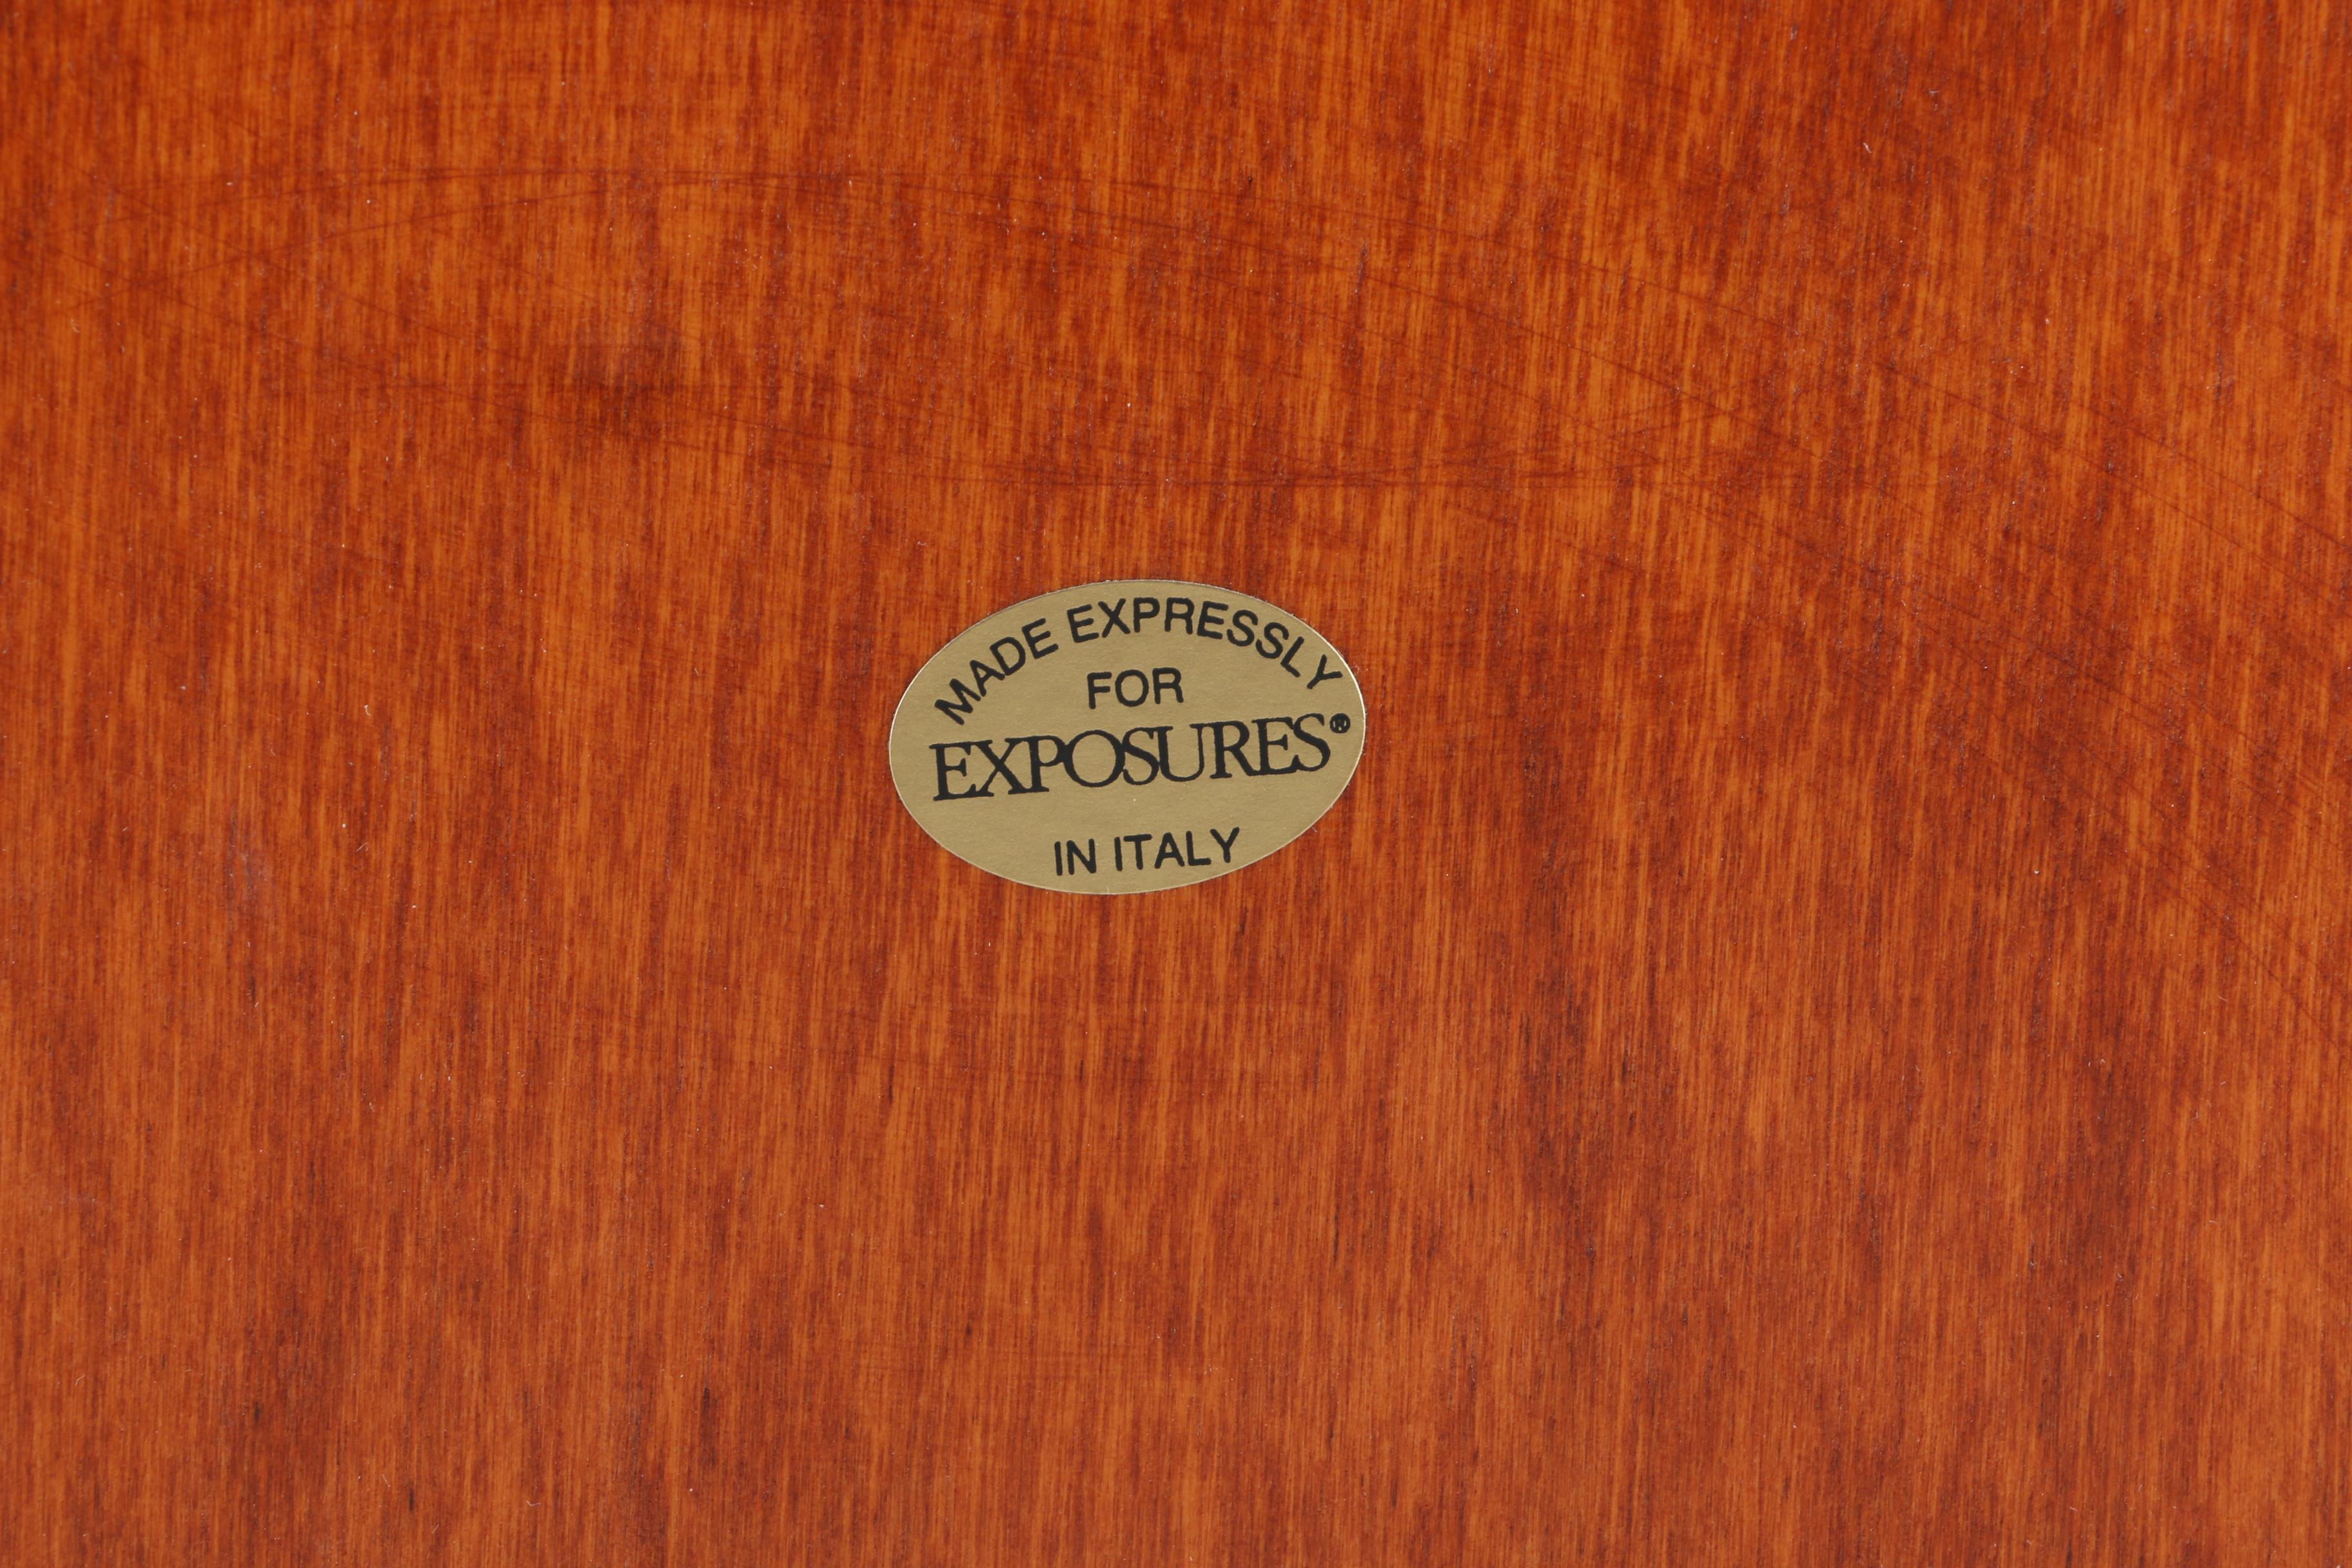 MADE EXPRESSLY
FOR
EXPOSURES®
IN ITALY